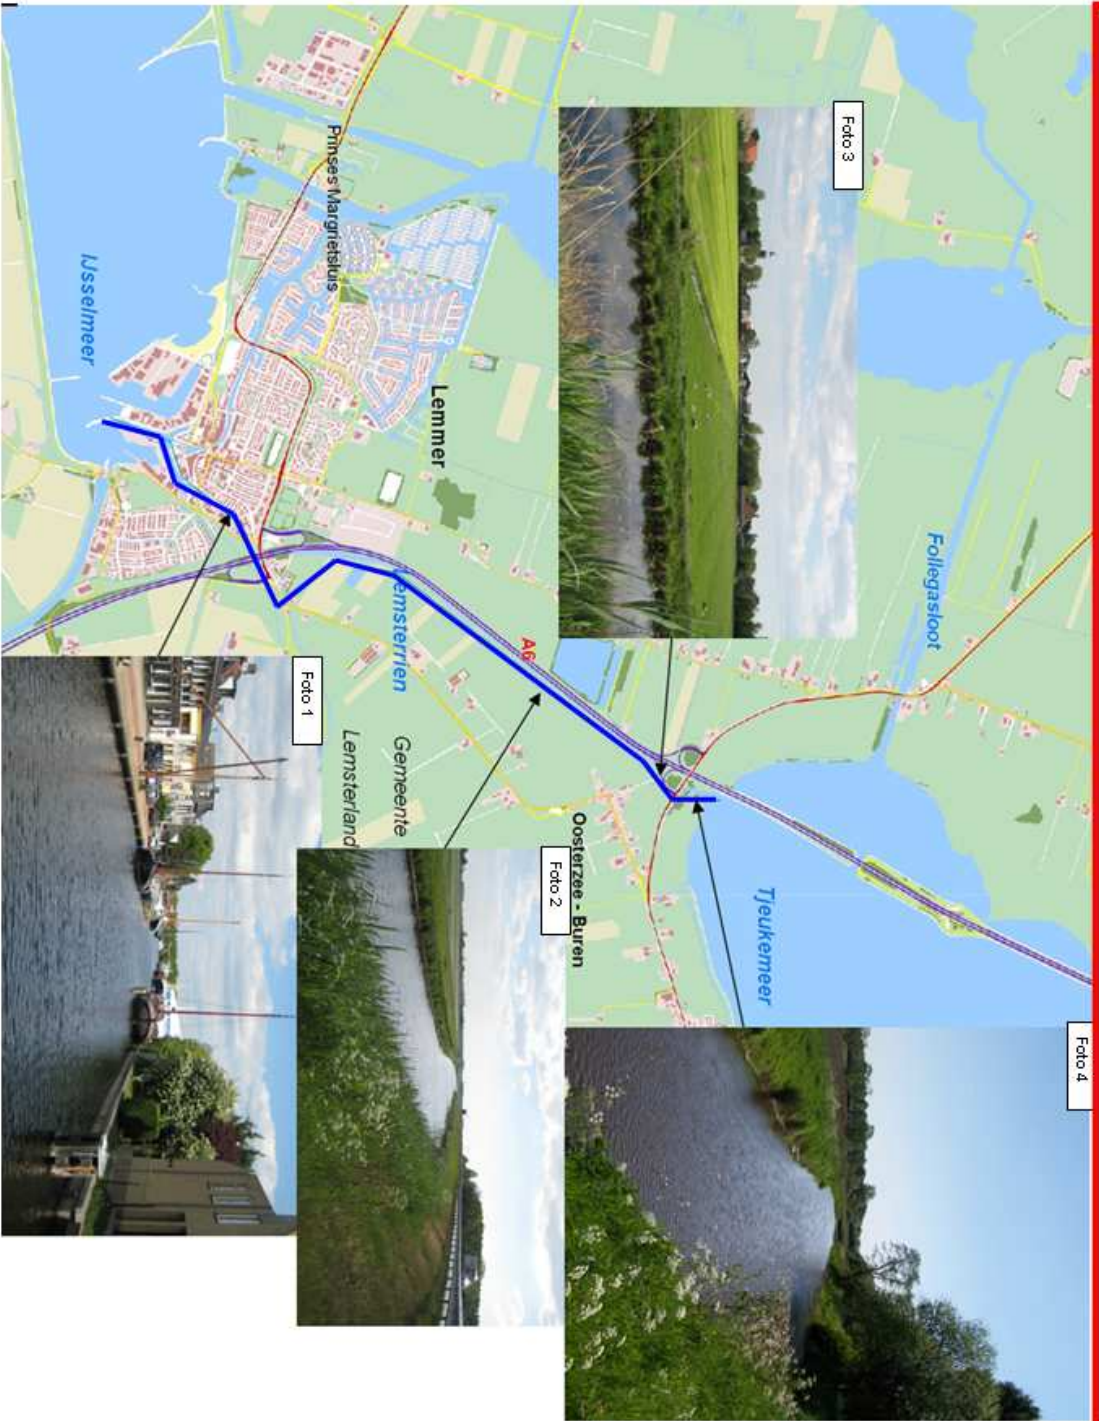 Foto 3
Prinses Margrietsluis
IJsselmeer
Lemmer
Follegasloot
A6
emsterrien
Foto 1
Gemeente
Lemsterland
Foto 2
Oosterzee - Buren
Tjeukemeer
Foto 4